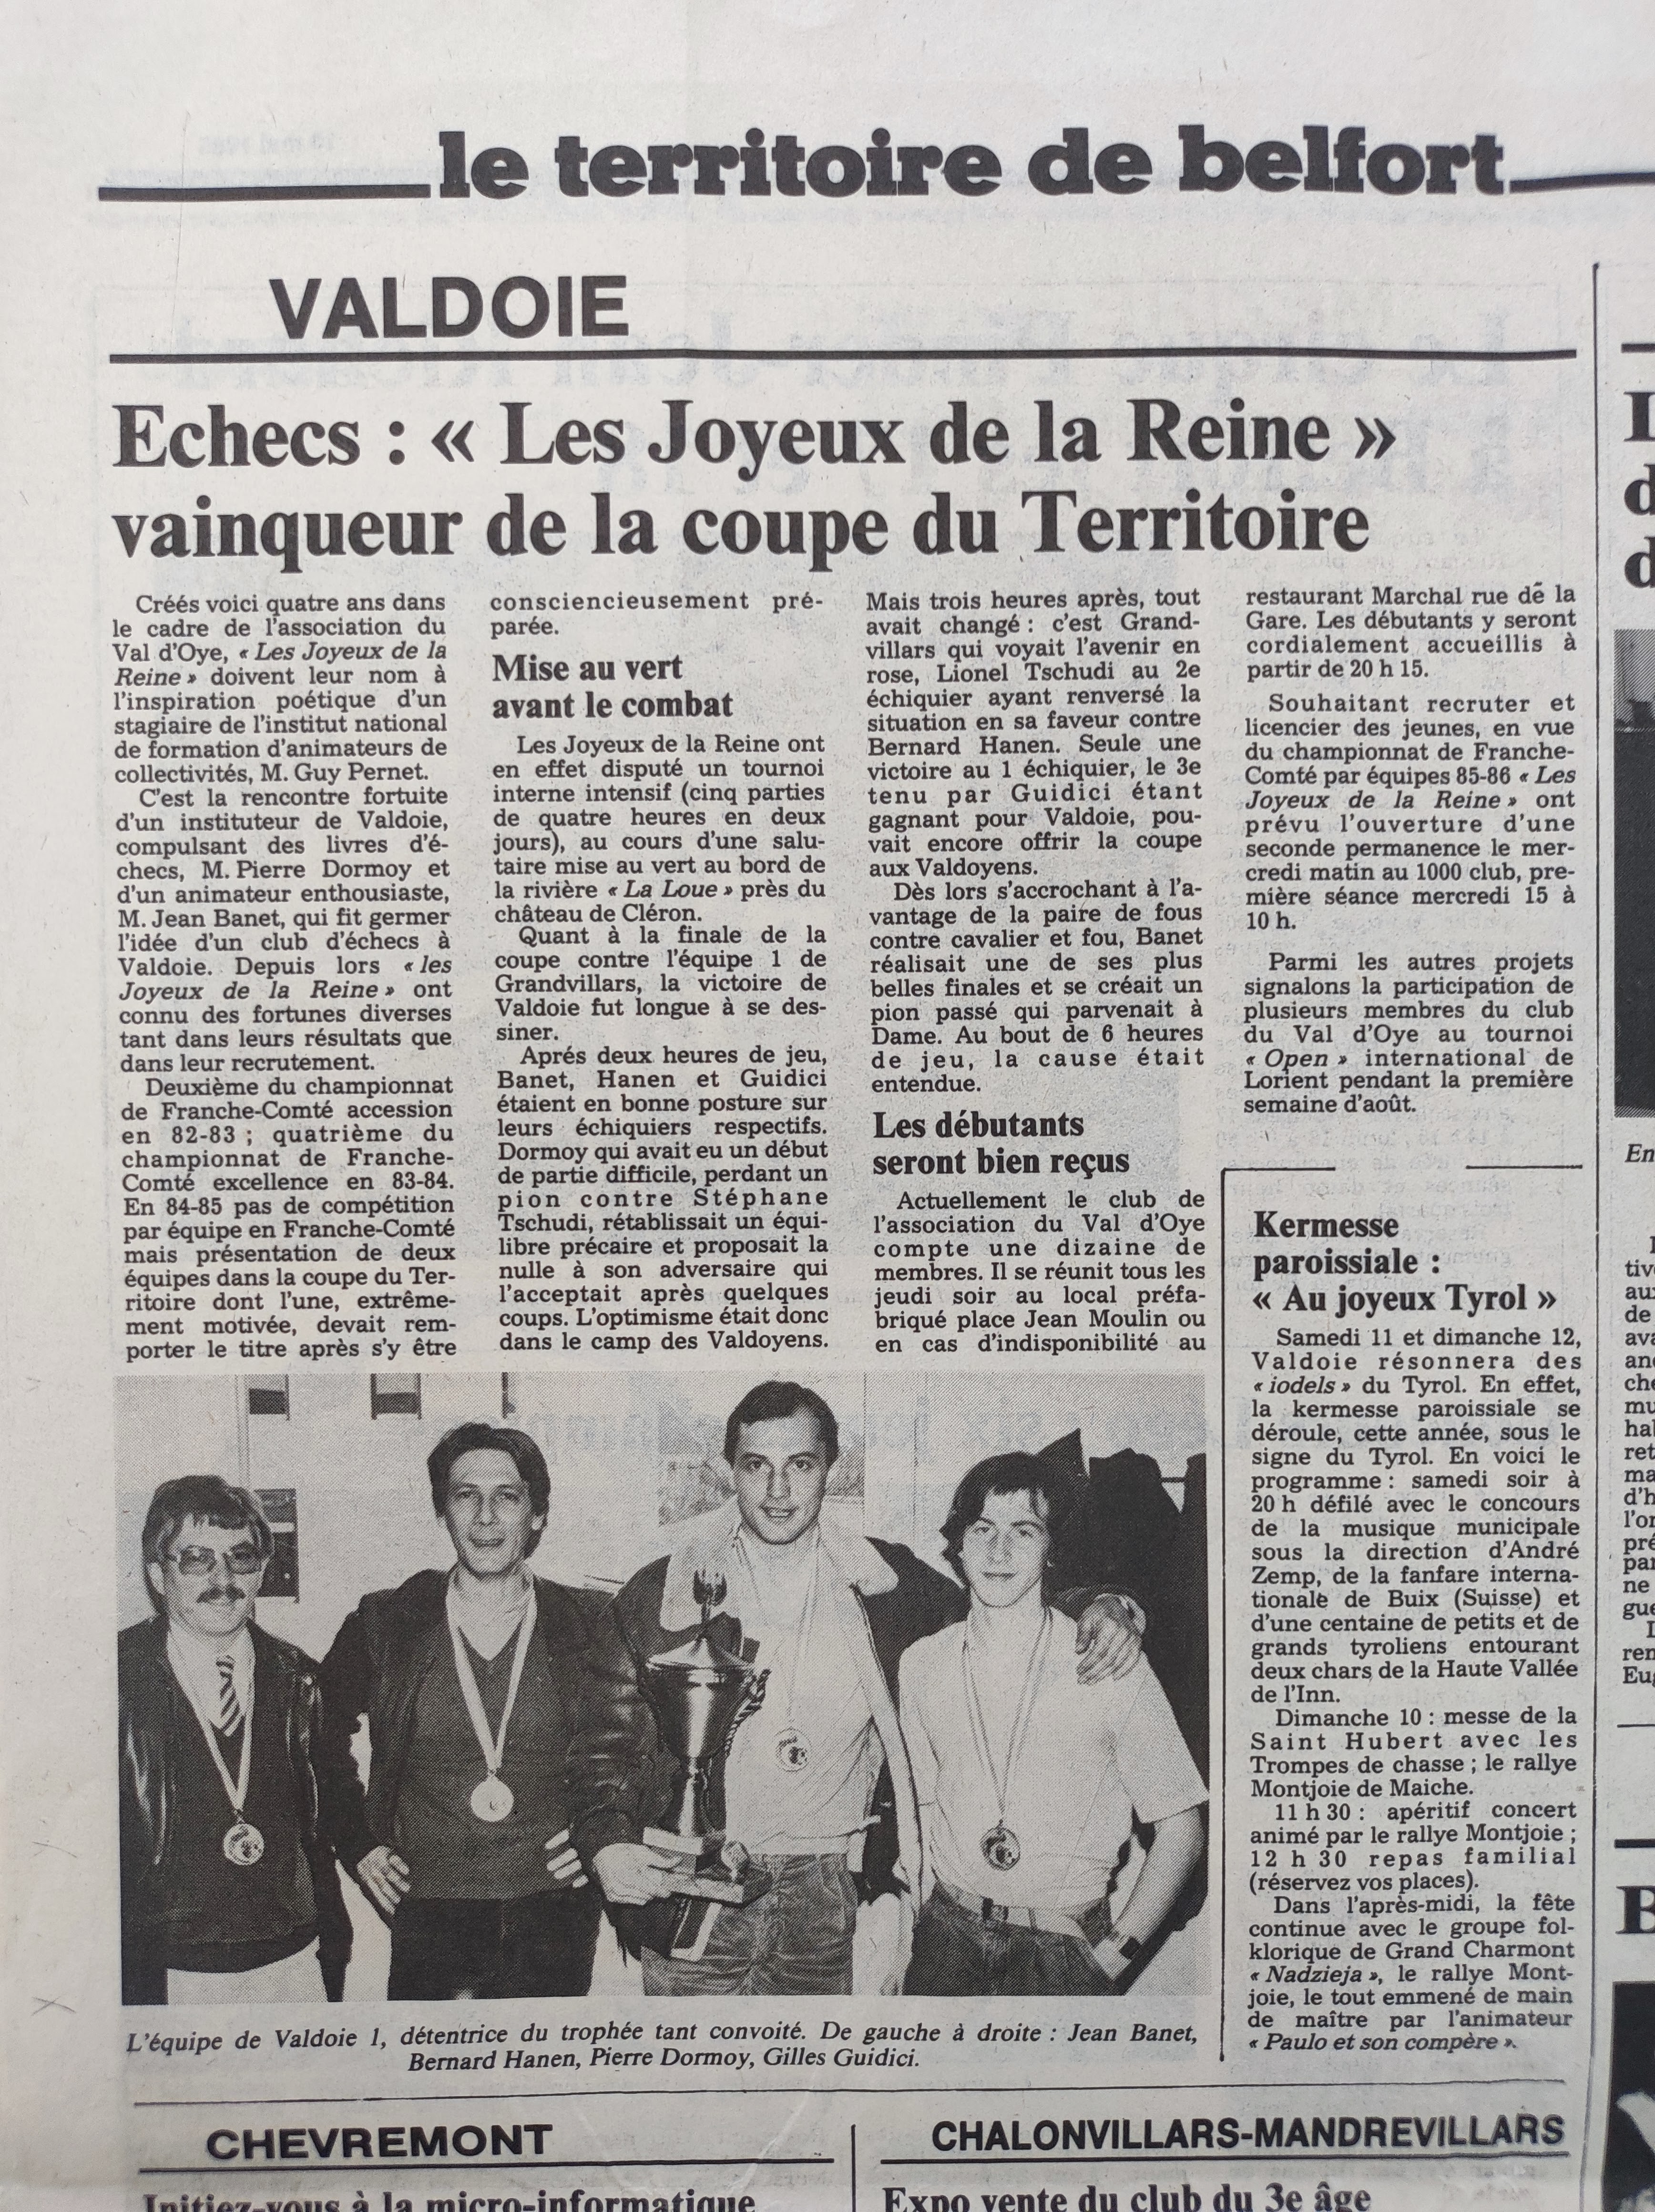 le territoire de belfort
VALDOIE
Echecs : « Les Joyeux de la Reine »
vainqueur de la coupe du Territoire
Créés voici quatre ans dans
le cadre de l'association du
Val d'Oye, « Les Joyeux de la
Reine » doivent leur nom à
l'inspiration poétique d'un
stagiaire de l'institut national
de formation d'animateurs de
collectivités, M. Guy Pernet.
C'est la rencontre fortuite
d'un instituteur de Valdoie,
compulsant des livres d'é-
checs, M. Pierre Dormoy et
d'un animateur enthousiaste,
M. Jean Banet, qui fit germer
l'idée d'un club d'échecs à
Valdoie. Depuis lors « les
Joyeux de la Reine » ont
connu des fortunes diverses
tant dans leurs résultats que
dans leur recrutement.
Deuxième du championnat
de Franche-Comté accession
en 82-83 ; quatrième du
championnat de Franche-
Comté excellence en 83-84.
En 84-85 pas de compétition
par équipe en Franche-Comté
mais présentation de deux
équipes dans la coupe du Ter-
ritoire dont l'une, extrême-
ment motivée, devait rem-
porter le titre après s'y être
consciencieusement pré-
parée.
Mise au vert
avant le combat
Les Joyeux de la Reine ont
en effet disputé un tournoi
interne intensif (cinq parties
de quatre heures en deux
jours), au cours d'une salu-
taire mise au vert au bord de
la rivière « La Loue » près du
château de Cléron.
Quant à la finale de la
coupe contre l'équipe 1 de
Grandvillars, la victoire de
Valdoie fut longue à se des-
siner.
Aprés deux heures de jeu,
Banet, Hanen et Guidici
étaient en bonne posture sur
leurs échiquiers respectifs.
Dormoy qui avait eu un début
de partie difficile, perdant un
pion contre Stéphane
Tschudi, rétablissait un équi-
libre précaire et proposait la
nulle à son adversaire qui
l'acceptait après quelques
coups. L'optimisme était donc
dans le camp des Valdoyens.
Mais trois heures après, tout
avait changé : c'est Grand-
villars qui voyait l'avenir en
rose, Lionel Tschudi au 2e
échiquier ayant renversé la
situation en sa faveur contre
Bernard Hanen. Seule une
victoire au 1 échiquier, le 3e
tenu par Guidici étant
gagnant pour Valdoie, pou-
vait encore offrir la coupe
aux Valdoyens.
Dès lors s'accrochant à l'a-
vantage de la paire de fous
contre cavalier et fou, Banet
réalisait une de ses plus
belles finales et se créait un
pion passé qui parvenait à
Dame. Au bout de 6 heures
de jeu, la cause était
entendue.
Les débutants
seront bien reçus
Actuellement le club de
l'association du Val d'Oye
compte une dizaine de
membres. Il se réunit tous les
jeudi soir au local préfa-
briqué place Jean Moulin ou
en cas d'indisponibilité au
restaurant Marchal rue de la
Gare. Les débutants y seront
cordialement accueillis à
partir de 20 h 15.
Souhaitant recruter et
licencier des jeunes, en vue
du championnat de Franche-
Comté par équipes 85-86 « Les
Joyeux de la Reine » ont
prévu l'ouverture d'une
seconde permanence le mer-
credi matin au 1000 club, pre-
mière séance mercredi 15 à
10 h.
Parmi les autres projets
signalons la participation de
plusieurs membres du club
du Val d'Oye au tournoi
« Open » international de
Lorient pendant la première
semaine d'août.
L'équipe de Valdoie 1, détentrice du trophée tant convoité. De gauche à droite : Jean Banet,
Bernard Hanen, Pierre Dormoy, Gilles Guidici.
Kermesse
paroissiale :
« Au joyeux Tyrol »
Samedi 11 et dimanche 12,
Valdoie résonnera des
« iodels » du Tyrol. En effet,
la kermesse paroissiale se
déroule, cette année, sous le
signe du Tyrol. En voici le
programme : samedi soir à
20 h défilé avec le concours
de la musique municipale
sous la direction d'André
Zemp, de la fanfare interna-
tionale de Buix (Suisse) et
d'une centaine de petits et de
grands tyroliens entourant
deux chars de la Haute Vallée
de l'Inn.
Dimanche 10 : messe de la
Saint Hubert avec les
Trompes de chasse ; le rallye
Montjoie de Maiche.
11 h 30 : apéritif concert
animé par le rallye Montjoie ;
12 h 30 repas familial
(réservez vos places).
Dans l'après-midi, la fête
continue avec le groupe fol-
klorique de Grand Charmont
« Nadzieja », le rallye Mont-
joie, le tout emmené de main
de maître par l'animateur
« Paulo et son compère ».
CHEVREMONT
Initiez-vous à la micro-informatique
CHALONVILLARS-MANDREVILLARS
Expo vente du club du 3e âge